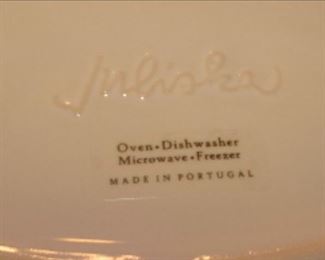 Juliska
Oven•Dishwasher
Microwave•Freezer
MADE IN PORTUGAL